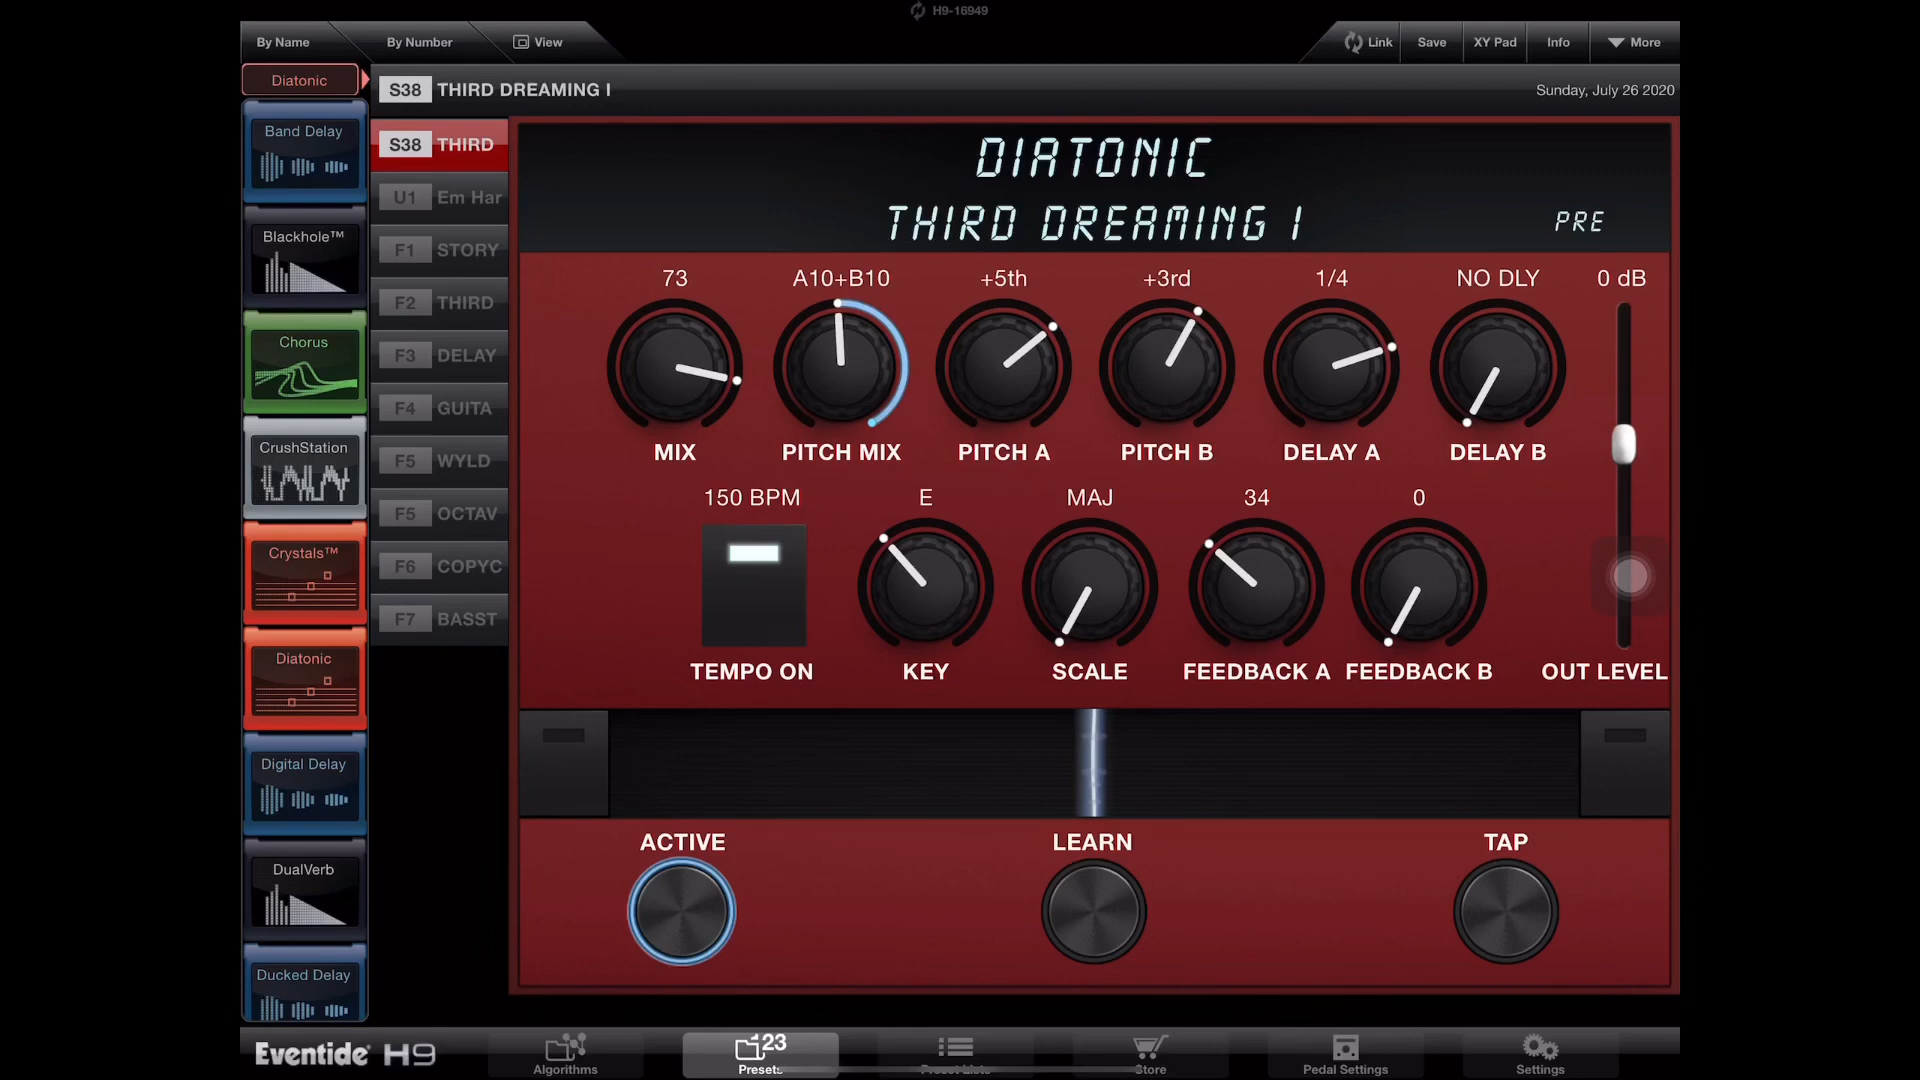 H9-16949
By Name
By Number
View
Link
Save
XY Pad
Info
More
Diatonic
S38 THIRD DREAMING I
Sunday, July 26 2020
Band Delay
Blackhole™
Chorus
CrushStation
Crystals™
Diatonic
Digital Delay
DualVerb
Ducked Delay
S38 THIRD
U1 Em Har
F1 STORY
F2 THIRD
F3 DELAY
F4 GUITA
F5 WYLD
F5 OCTAV
F6 COPYC
F7 BASST
DIATONIC
THIRD DREAMING I
PRE
73
A10+B10
+5th
+3rd
1/4
NO DLY
0 dB
MIX
PITCH MIX
PITCH A
PITCH B
DELAY A
DELAY B
150 BPM
E
MAJ
34
0
TEMPO ON
KEY
SCALE
FEEDBACK A
FEEDBACK B
OUT LEVEL
ACTIVE
LEARN
TAP
Eventide® H9
Algorithms
123
Presets
Preset Lists
Store
Pedal Settings
Settings